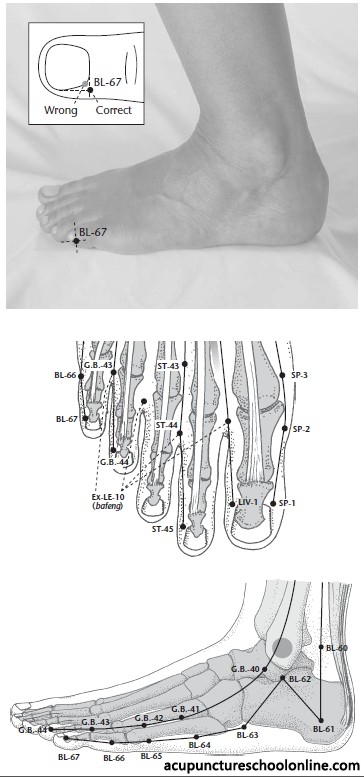 BL-67
Wrong Correct
BL-67
G.B.-43
ST-43
BL-66
SP-3
BL-67
ST-44
SP-2
G.B.-44
Ex-LE-10
(bafeng)
LIV-1
SP-1
ST-45
BL-60
G.B.-40
BL-62
G.B.-41
G.B.-42
G.B.-43
G.B.-44
BL-61
BL-63
BL-64
BL-65
BL-66
BL-67
acupunctureschoolonline.com